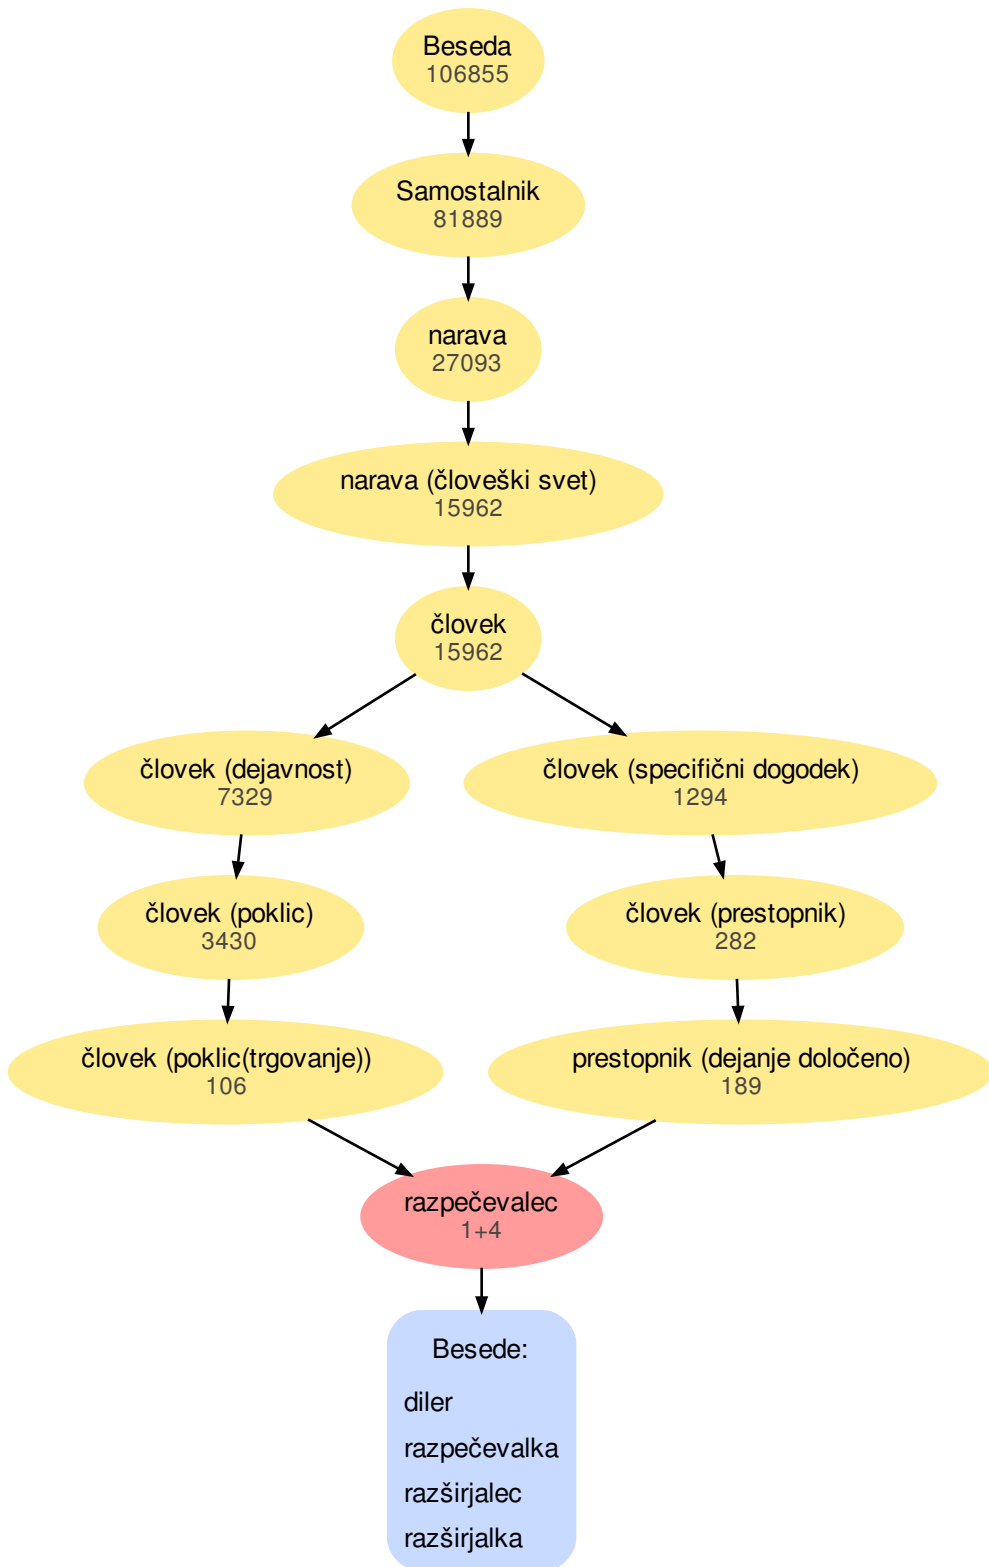 Beseda
106855
Samostalnik
81889
narava
27093
narava (človeški svet)
15962
človek
15962
človek (dejavnost)
7329
človek (specifični dogodek)
1294
človek (poklic)
3430
človek (prestopnik)
282
človek (poklic(trgovanje))
106
prestopnik (dejanje določeno)
189
razpečevalec
1+4
Besede:
diler
razpečevalka
razširjalec
razširjalka